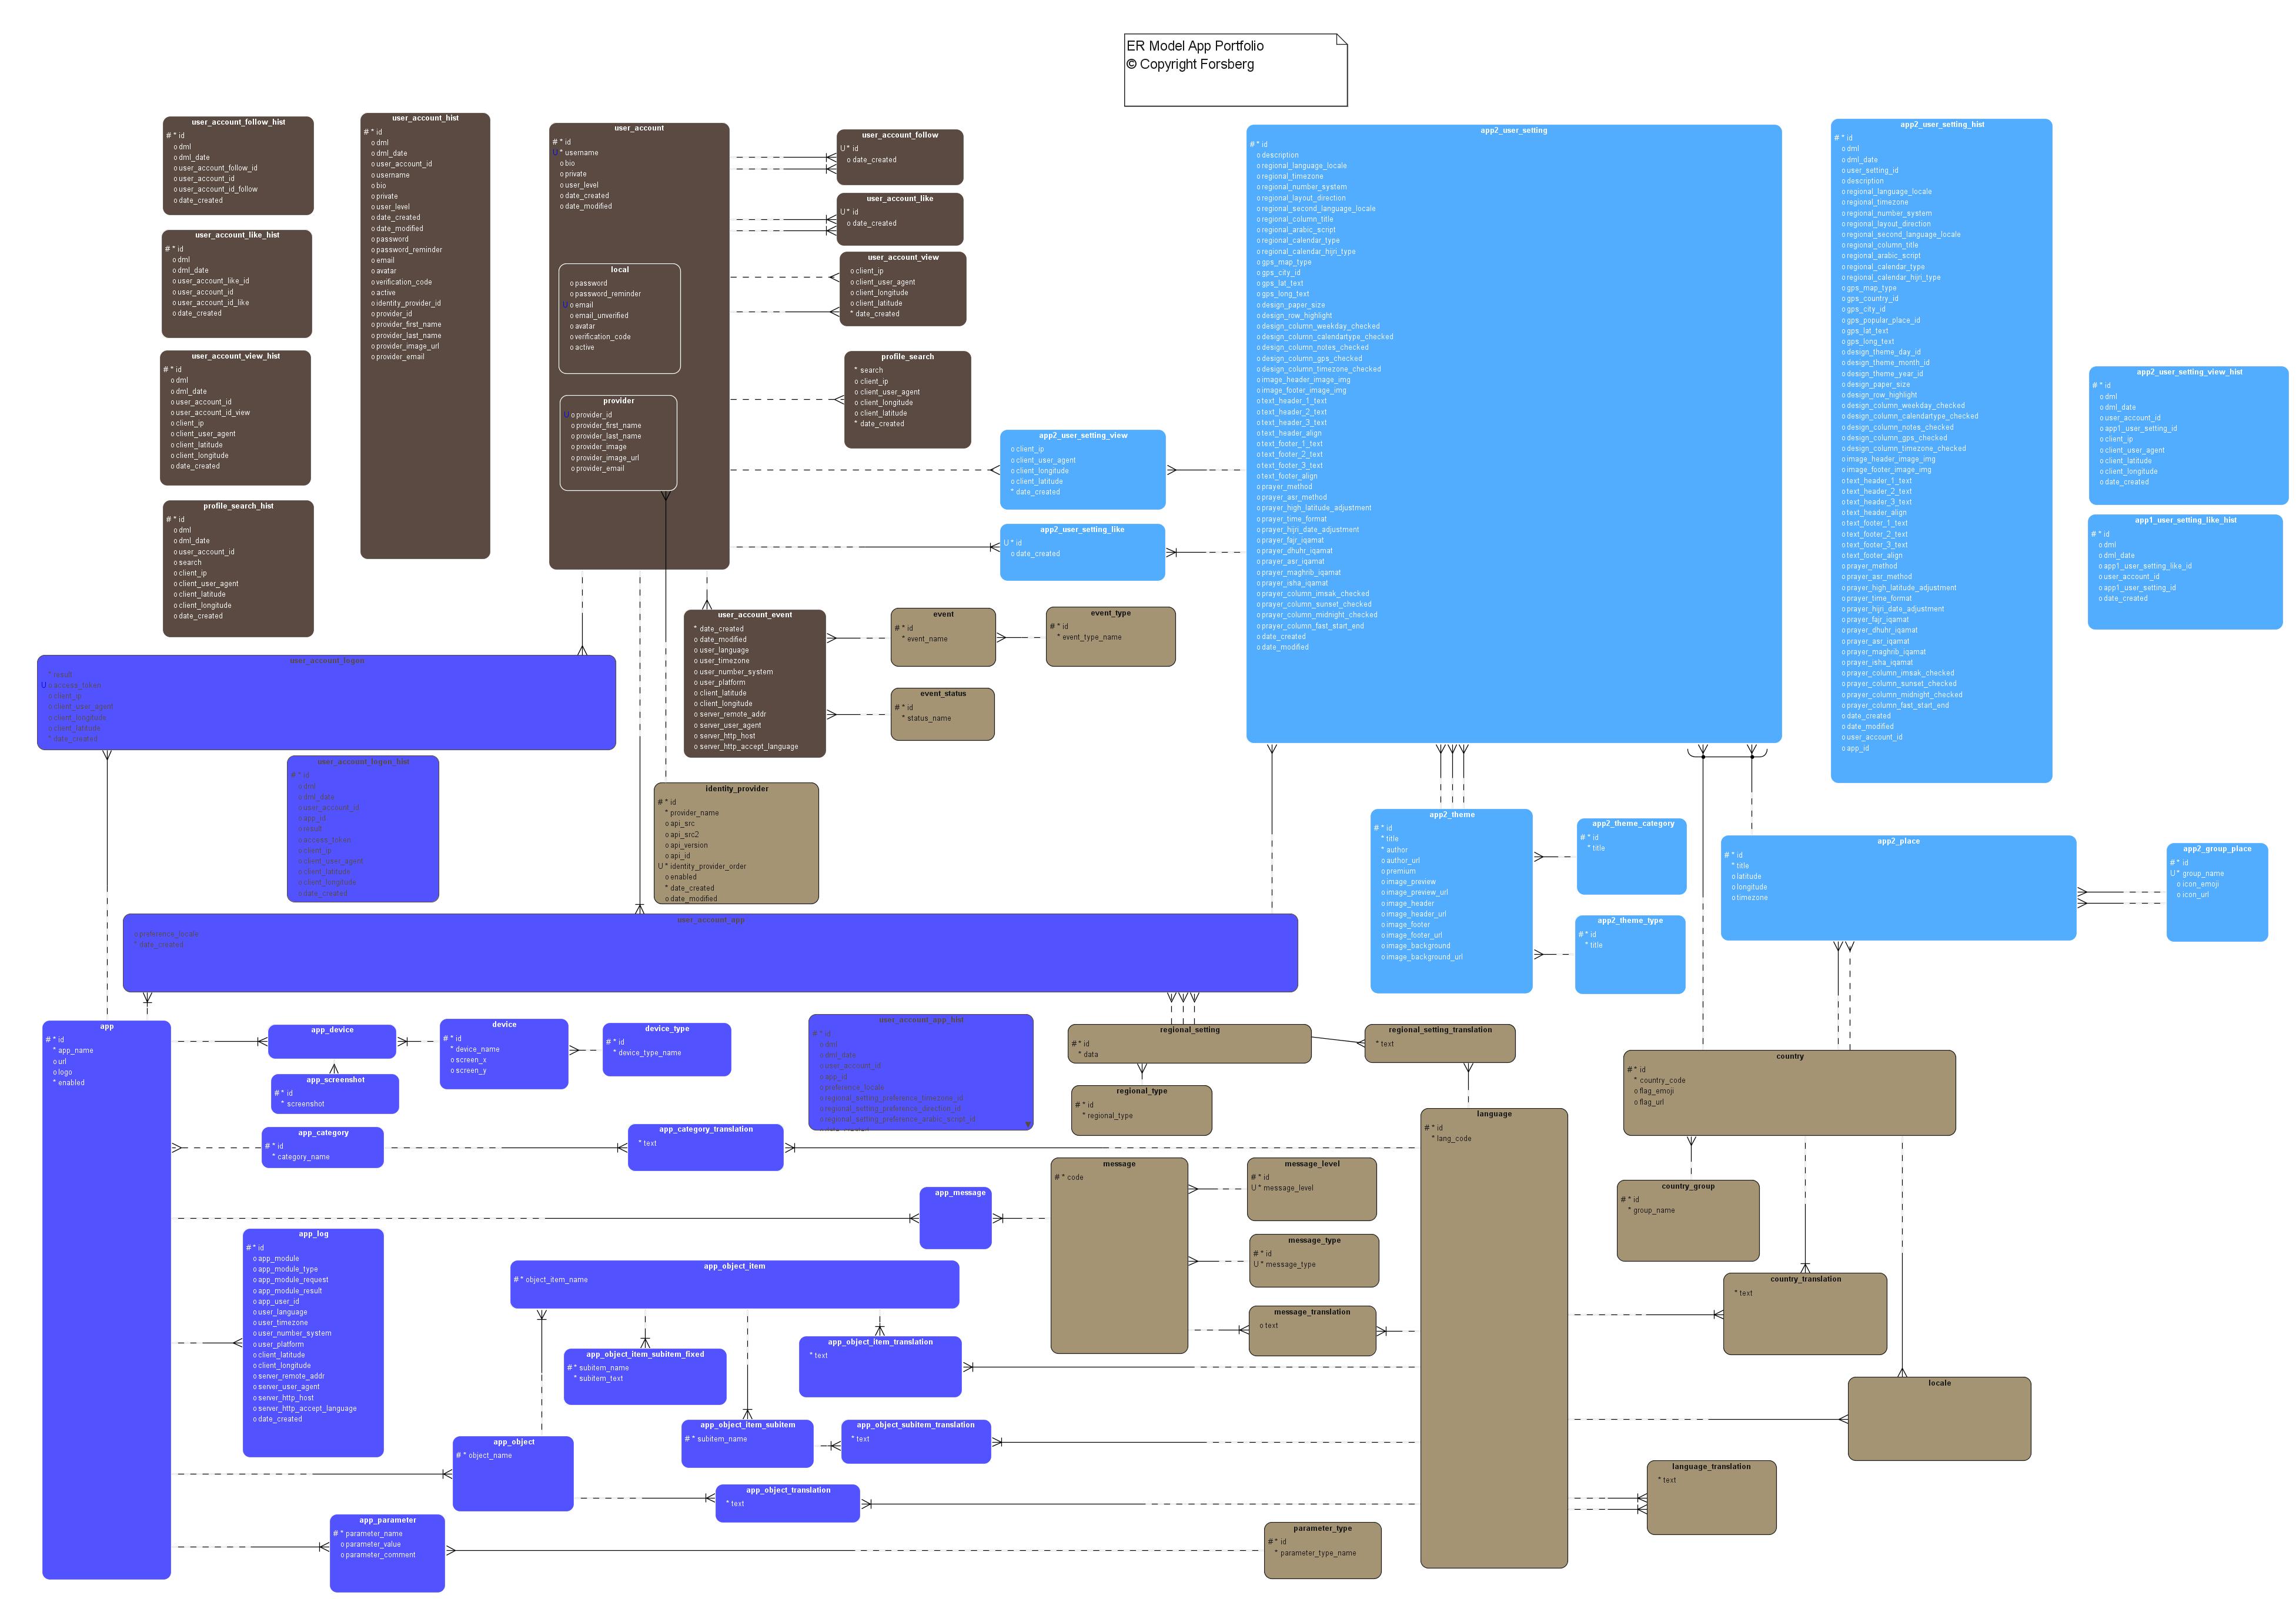 ER Model App Portfolio
© Copyright Forsberg
user_account_follow_hist
# * id
o dml
o dml_date
o user_account_follow_id
o user_account_id
o user_account_id_follow
o date_created
user_account_like_hist
# * id
o dml
o dml_date
o user_account_like_id
o user_account_id
o user_account_id_like
o date_created
user_account_view_hist
# * id
o dml
o dml_date
o user_account_id
o user_account_id_view
o client_ip
o client_user_agent
o client_latitude
o client_longitude
o date_created
profile_search_hist
# * id
o dml
o dml_date
o user_account_id
o search
o client_ip
o client_user_agent
o client_latitude
o client_longitude
o date_created
user_account_hist
# * id
o dml
o dml_date
o user_account_id
o username
o bio
o private
o user_level
o date_created
o date_modified
o password
o password_reminder
o email
o avatar
o verification_code
o active
o identity_provider_id
o provider_id
o provider_first_name
o provider_last_name
o provider_image_url
o provider_email
user_account
# * id
U * username
o bio
o private
o user_level
o date_created
o date_modified
local
o password
o password_reminder
U o email
o email_unverified
o avatar
o verification_code
o active
provider
U o provider_id
o provider_first_name
o provider_last_name
o provider_image
o provider_image_url
o provider_email
user_account_follow
U * id
o date_created
user_account_like
U * id
o date_created
user_account_view
o client_ip
o client_user_agent
o client_longitude
o client_latitude
* date_created
profile_search
* search
o client_ip
o client_user_agent
o client_longitude
o client_latitude
* date_created
app2_user_setting_view
o client_ip
o client_user_agent
o client_longitude
o client_latitude
* date_created
app2_user_setting_like
U * id
o date_created
app2_user_setting
# * id
o description
o regional_language_locale
o regional_timezone
o regional_number_system
o regional_layout_direction
o regional_second_language_locale
o regional_column_title
o regional_arabic_script
o regional_calendar_type
o regional_calendar_hijri_type
o gps_map_type
o gps_city_id
o gps_lat_text
o gps_long_text
o design_paper_size
o design_row_highlight
o design_column_weekday_checked
o design_column_calendartype_checked
o design_column_notes_checked
o design_column_gps_checked
o design_column_timezone_checked
o image_header_image_img
o image_footer_image_img
o text_header_1_text
o text_header_2_text
o text_header_3_text
o text_header_align
o text_footer_1_text
o text_footer_2_text
o text_footer_3_text
o text_footer_align
o prayer_method
o prayer_asr_method
o prayer_high_latitude_adjustment
o prayer_time_format
o prayer_hijri_date_adjustment
o prayer_fajr_iqamat
o prayer_dhuhr_iqamat
o prayer_asr_iqamat
o prayer_maghrib_iqamat
o prayer_isha_iqamat
o prayer_column_imsak_checked
o prayer_column_sunset_checked
o prayer_column_midnight_checked
o prayer_column_fast_start_end
o date_created
o date_modified
app2_user_setting_hist
# * id
o dml
o dml_date
o user_setting_id
o description
o regional_language_locale
o regional_timezone
o regional_number_system
o regional_layout_direction
o regional_second_language_locale
o regional_column_title
o regional_arabic_script
o regional_calendar_type
o regional_calendar_hijri_type
o gps_map_type
o gps_country_id
o gps_city_id
o gps_popular_place_id
o gps_lat_text
o gps_long_text
o design_theme_day_id
o design_theme_month_id
o design_theme_year_id
o design_paper_size
o design_row_highlight
o design_column_weekday_checked
o design_column_calendartype_checked
o design_column_notes_checked
o design_column_gps_checked
o design_column_timezone_checked
o image_header_image_img
o image_footer_image_img
o text_header_1_text
o text_header_2_text
o text_header_3_text
o text_header_align
o text_footer_1_text
o text_footer_2_text
o text_footer_3_text
o text_footer_align
o prayer_method
o prayer_asr_method
o prayer_high_latitude_adjustment
o prayer_time_format
o prayer_hijri_date_adjustment
o prayer_fajr_iqamat
o prayer_dhuhr_iqamat
o prayer_asr_iqamat
o prayer_maghrib_iqamat
o prayer_isha_iqamat
o prayer_column_imsak_checked
o prayer_column_sunset_checked
o prayer_column_midnight_checked
o prayer_column_fast_start_end
o date_created
o date_modified
o user_account_id
o app_id
app2_user_setting_view_hist
# * id
o dml
o dml_date
o user_account_id
o app1_user_setting_id
o client_ip
o client_user_agent
o client_latitude
o client_longitude
o date_created
app1_user_setting_like_hist
# * id
o dml
o dml_date
o app1_user_setting_like_id
o user_account_id
o app1_user_setting_id
o date_created
user_account_event
* date_created
o date_modified
o user_language
o user_timezone
o user_number_system
o user_platform
o client_latitude
o client_longitude
o server_remote_addr
o server_user_agent
o server_http_host
o server_http_accept_language
event
# * id
* event_name
event_type
# * id
* event_type_name
event_status
# * id
* status_name
user_account_logon
* result
U o access_token
o client_ip
o client_user_agent
o client_longitude
o client_latitude
* date_created
user_account_logon_hist
# * id
o dml
o dml_date
o user_account_id
o app_id
o result
o access_token
o client_ip
o client_user_agent
o client_latitude
o client_longitude
o date_created
identity_provider
# * id
* provider_name
o api_src
o api_src2
o api_version
o api_id
U * identity_provider_order
o enabled
* date_created
o date_modified
app2_theme
# * id
* title
* author
o author_url
o premium
o image_preview
o image_preview_url
o image_header
o image_header_url
o image_footer
o image_footer_url
o image_background
o image_background_url
app2_theme_category
# * id
* title
app2_theme_type
# * id
* title
app2_place
# * id
* title
o latitude
o longitude
o timezone
app2_group_place
# * id
U * group_name
o icon_emoji
o icon_url
user_account_app
o preference_locale
* date_created
app
# * id
* app_name
o url
o logo
* enabled
app_device
device
# * id
* device_name
o screen_x
o screen_y
device_type
# * id
* device_type_name
app_screenshot
# * id
* screenshot
user_account_app_hist
# * id
o dml
o dml_date
o user_account_id
o app_id
o preference_locale
o regional_setting_preference_timezone_id
o regional_setting_preference_direction_id
o regional_setting_preference_arabic_script_id
regional_setting
# * id
* data
regional_setting_translation
* text
regional_type
# * id
* regional_type
country
# * id
* country_code
o flag_emoji
o flag_url
app_category
# * id
* category_name
app_category_translation
* text
language
# * id
* lang_code
message
# * code
message_level
# * id
U * message_level
country_group
# * id
* group_name
app_message
message_type
# * id
U * message_type
app_log
# * id
o app_module
o app_module_type
o app_module_request
o app_module_result
o app_user_id
o user_language
o user_timezone
o user_number_system
o user_platform
o client_latitude
o client_longitude
o server_remote_addr
o server_user_agent
o server_http_host
o server_http_accept_language
o date_created
app_object_item
# * object_item_name
country_translation
* text
message_translation
o text
app_object_item_subitem_fixed
# * subitem_name
* subitem_text
app_object_item_translation
* text
locale
app_object_item_subitem
# * subitem_name
app_object_subitem_translation
* text
app_object
# * object_name
language_translation
* text
app_object_translation
* text
app_parameter
# * parameter_name
o parameter_value
o parameter_comment
parameter_type
# * id
* parameter_type_name